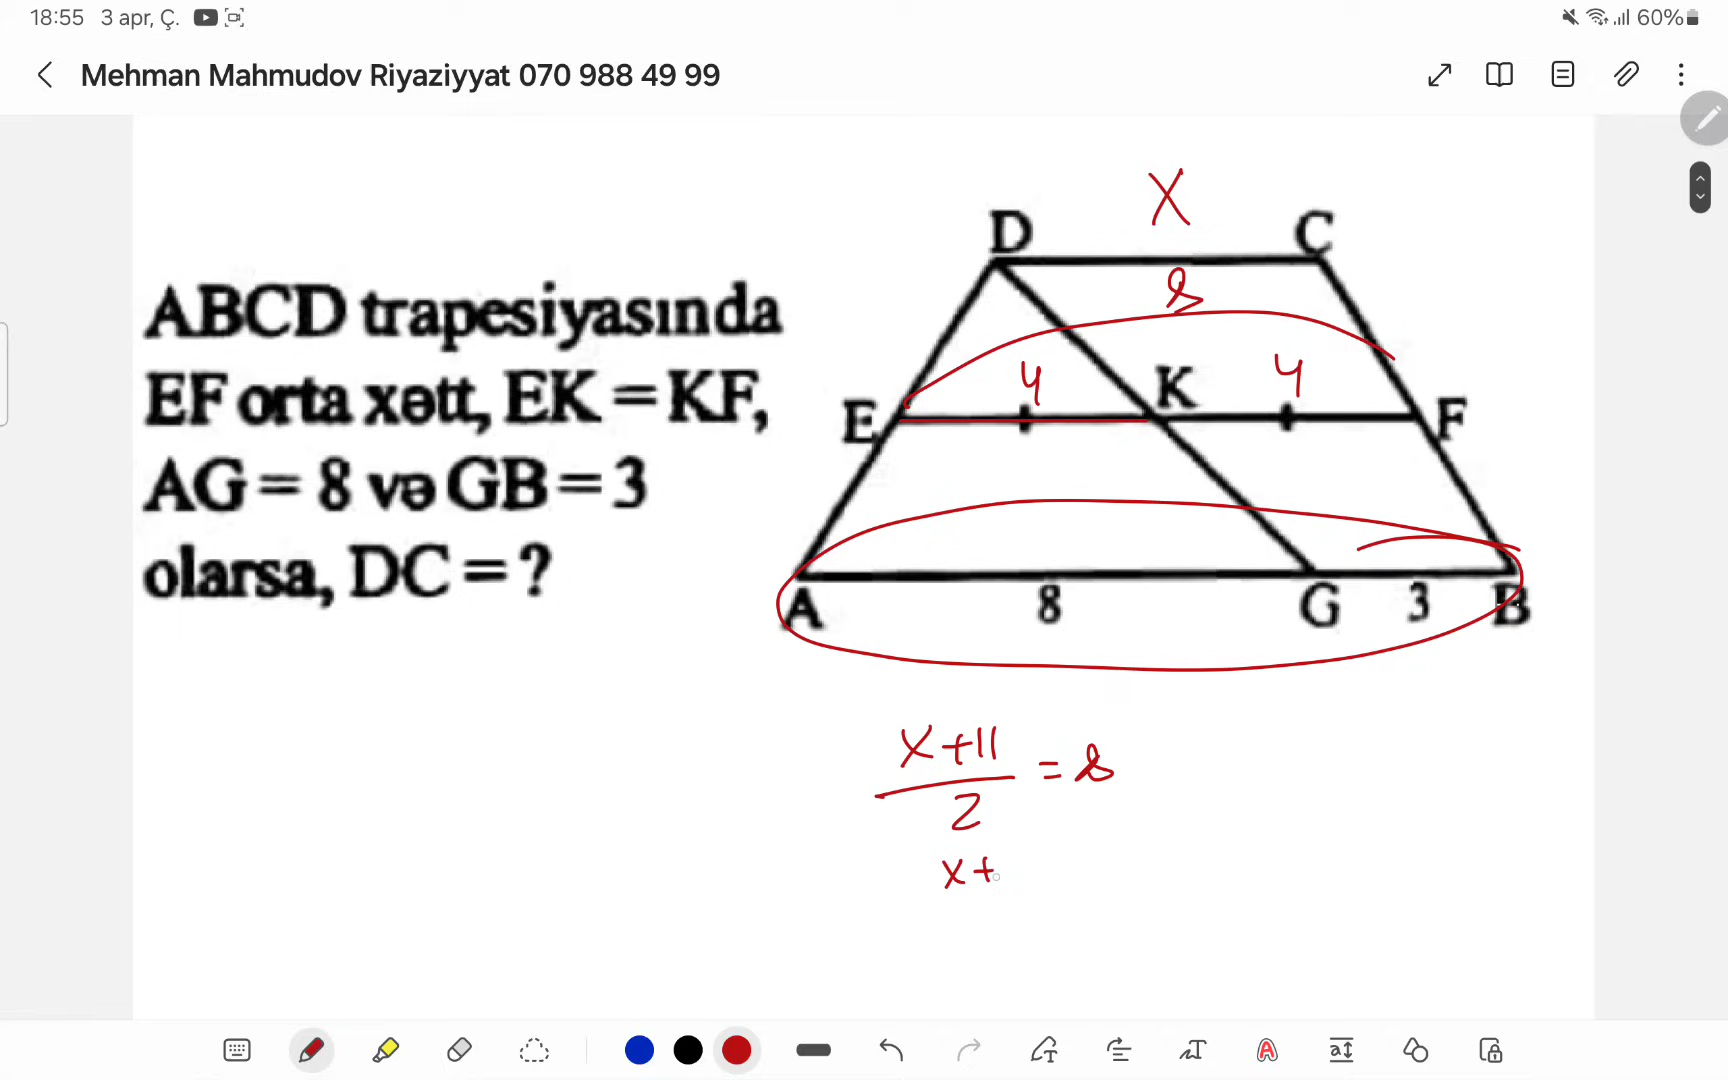 18:55 3 apr, Ç. 60%
Mehman Mahmudov Riyaziyyat 070 988 49 99
ABCD trapesiyasında
EF orta xətt, EK = KF,
AG = 8 və GB = 3
olarsa, DC = ?
X
D C
8
4 K 4
E F
A 8 G 3 B
x+11
= 8
2
x+